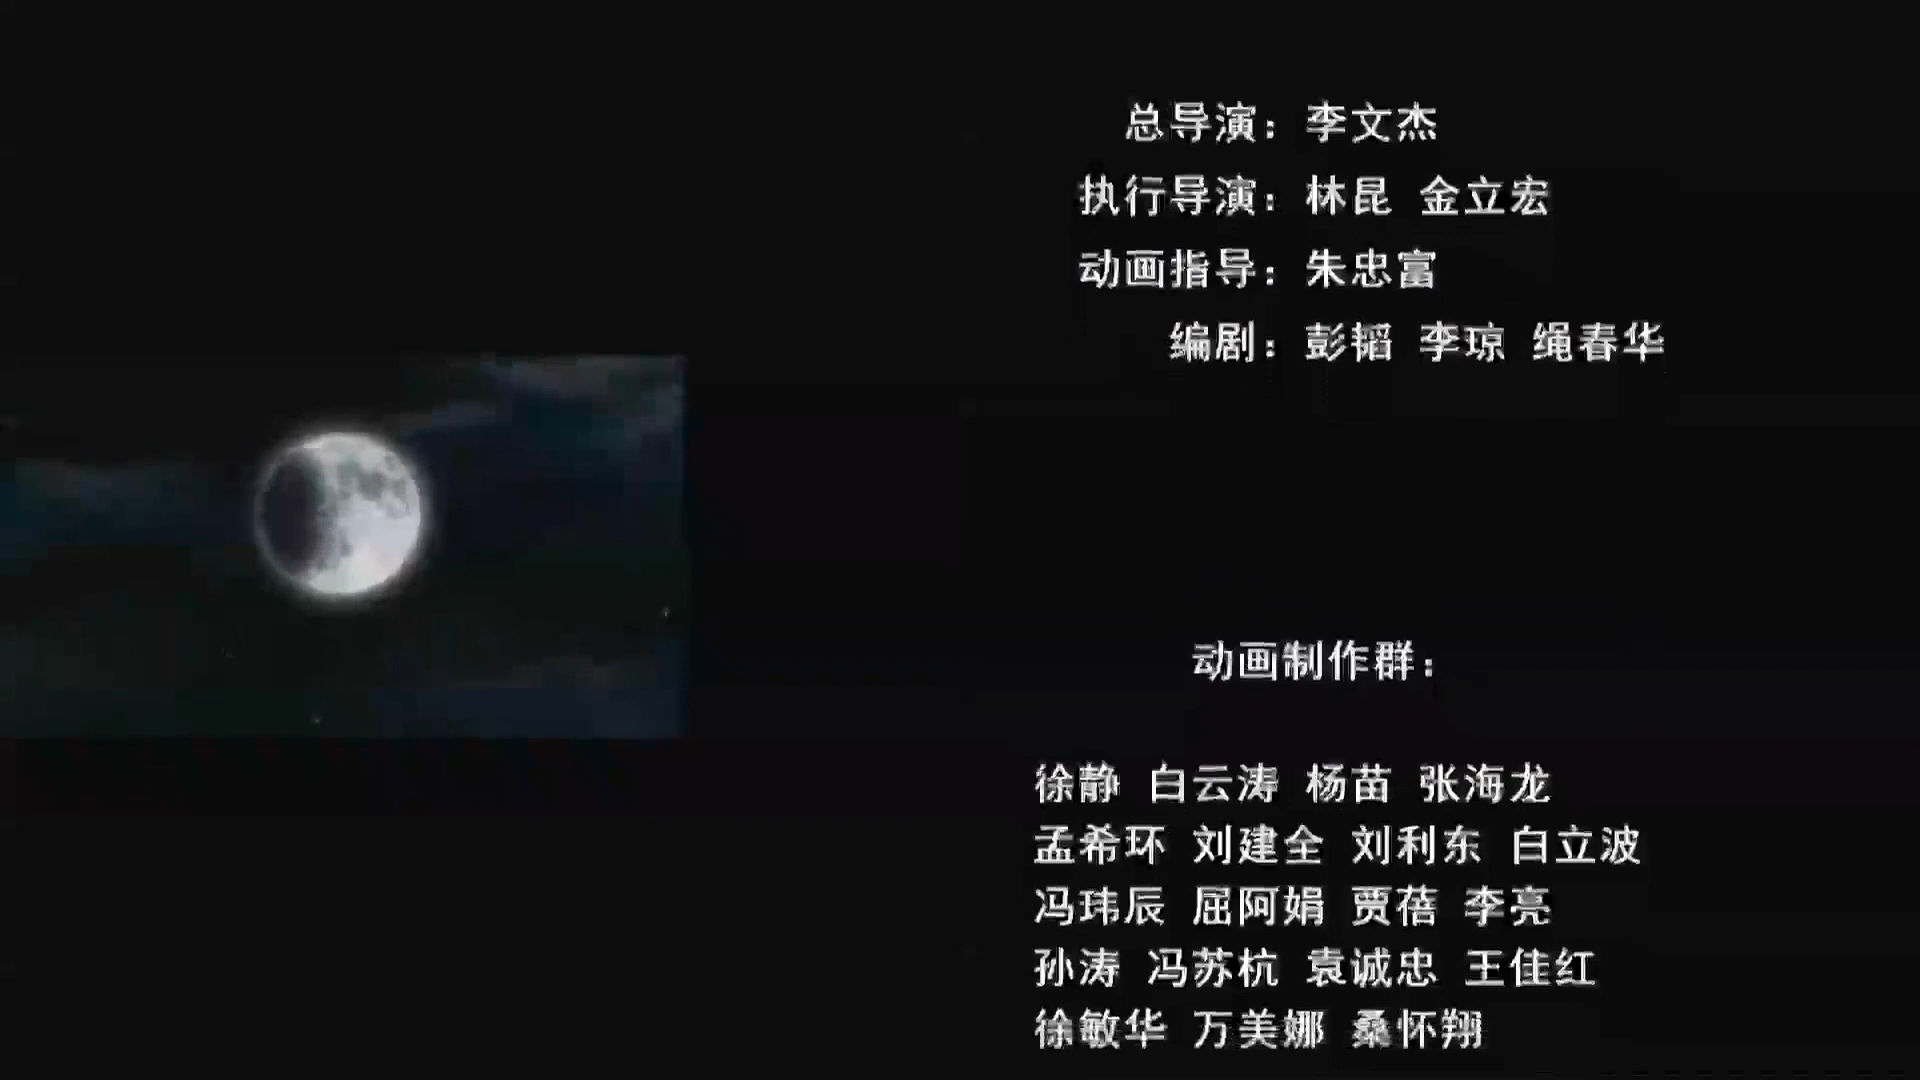 总导演：李文杰
执行导演：林昆 金立宏
动画指导：朱忠富
编剧：彭韬 李琼 绳春华
动画制作群：
徐静 白云涛 杨苗 张海龙
孟希环 刘建全 刘利东 白立波
冯玮辰 屈阿娟 贾蓓 李亮
孙涛 冯苏杭 袁诚忠 王佳红
徐敏华 万美娜 桑怀翔